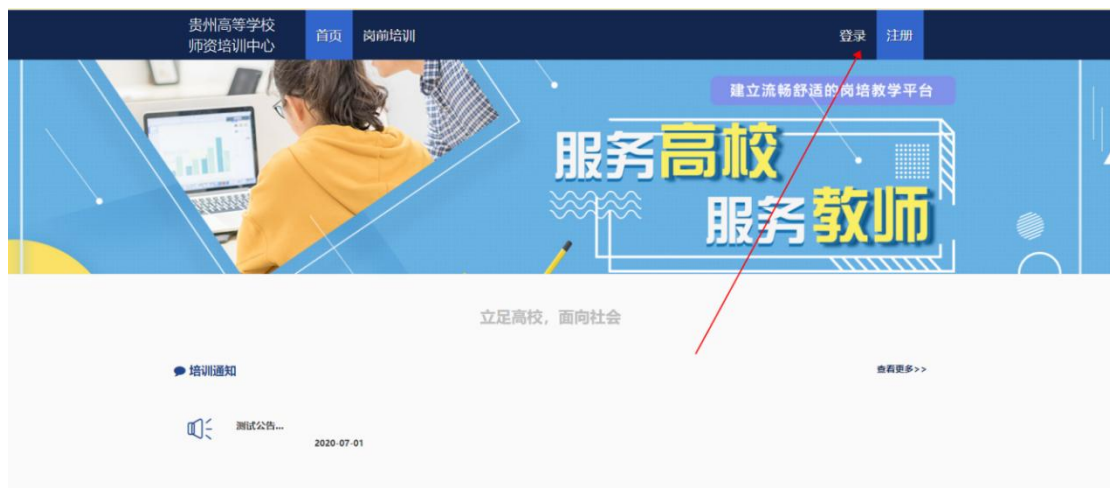 贵州高等学校
师资培训中心
首页
岗前培训
登录
注册
建立流畅舒适的岗培教学平台
服务高校
服务教师
立足高校，面向社会
培训通知
查看更多>>
测试公告...
2020-07-01